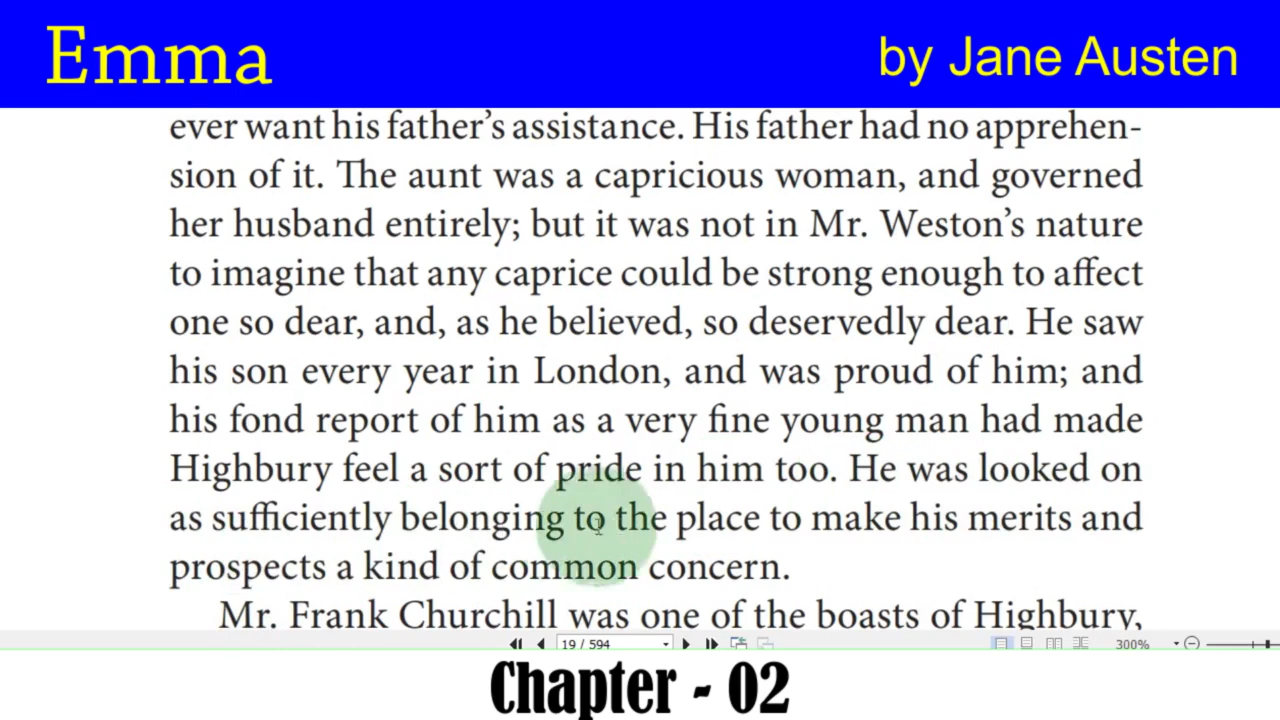 Emma
by Jane Austen
ever want his father's assistance. His father had no apprehen-
sion of it. The aunt was a capricious woman, and governed
her husband entirely; but it was not in Mr. Weston's nature
to imagine that any caprice could be strong enough to affect
one so dear, and, as he believed, so deservedly dear. He saw
his son every year in London, and was proud of him; and
his fond report of him as a very fine young man had made
Highbury feel a sort of pride in him too. He was looked on
as sufficiently belonging to the place to make his merits and
prospects a kind of common concern.
Mr. Frank Churchill was one of the boasts of Highbury,
19 / 594
300%
Chapter - 02